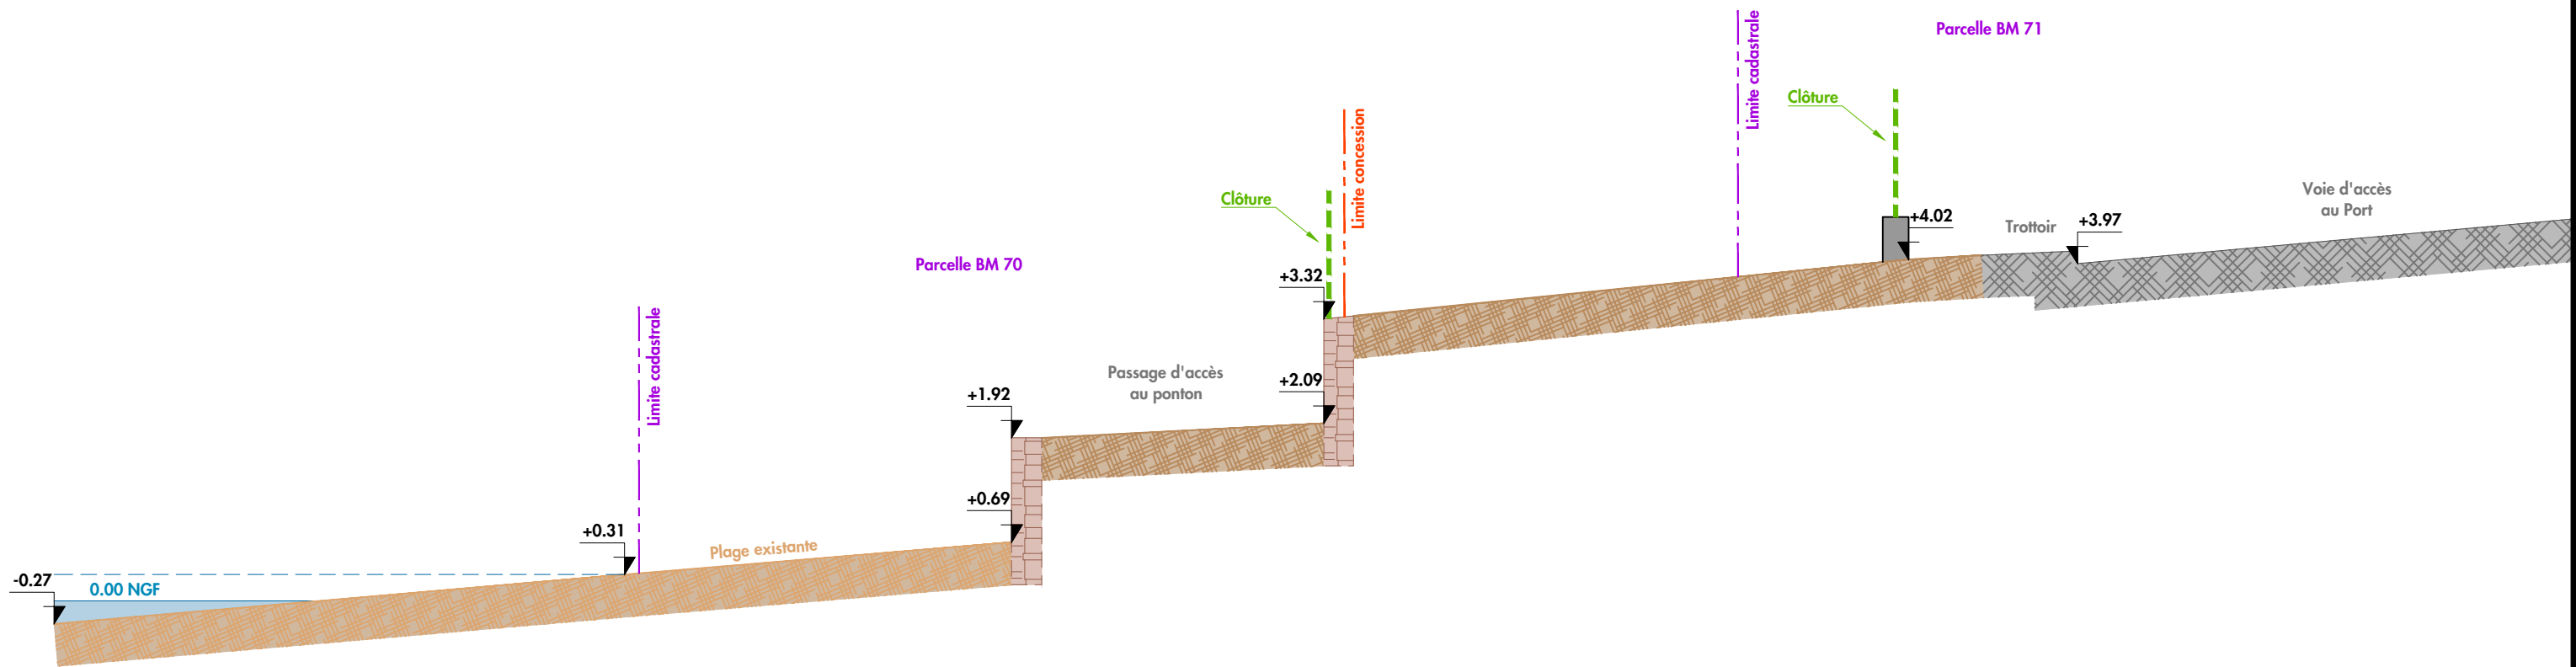 Limite cadastrale
Parcelle BM 71
Clôture
Limite concession
Voie d'accès
au Port
Clôture
+4.02
Trottoir
+3.97
Parcelle BM 70
+3.32
Limite cadastrale
Passage d'accès
au ponton
+2.09
+1.92
+0.69
+0.31
Plage existante
-0.27
0.00 NGF